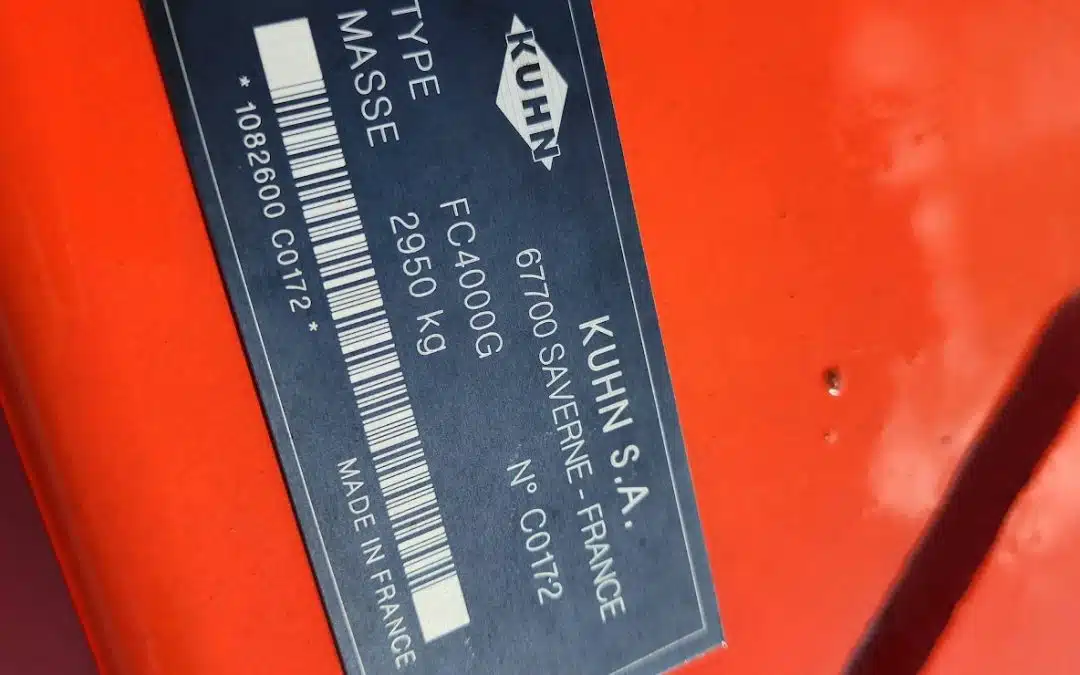 KUHN
KUHN S.A.
67700 SAVERNE - FRANCE
TYPE FC4000G N° C0172
MASSE 2950 kg
* 1082600 C0172 *
MADE IN FRANCE